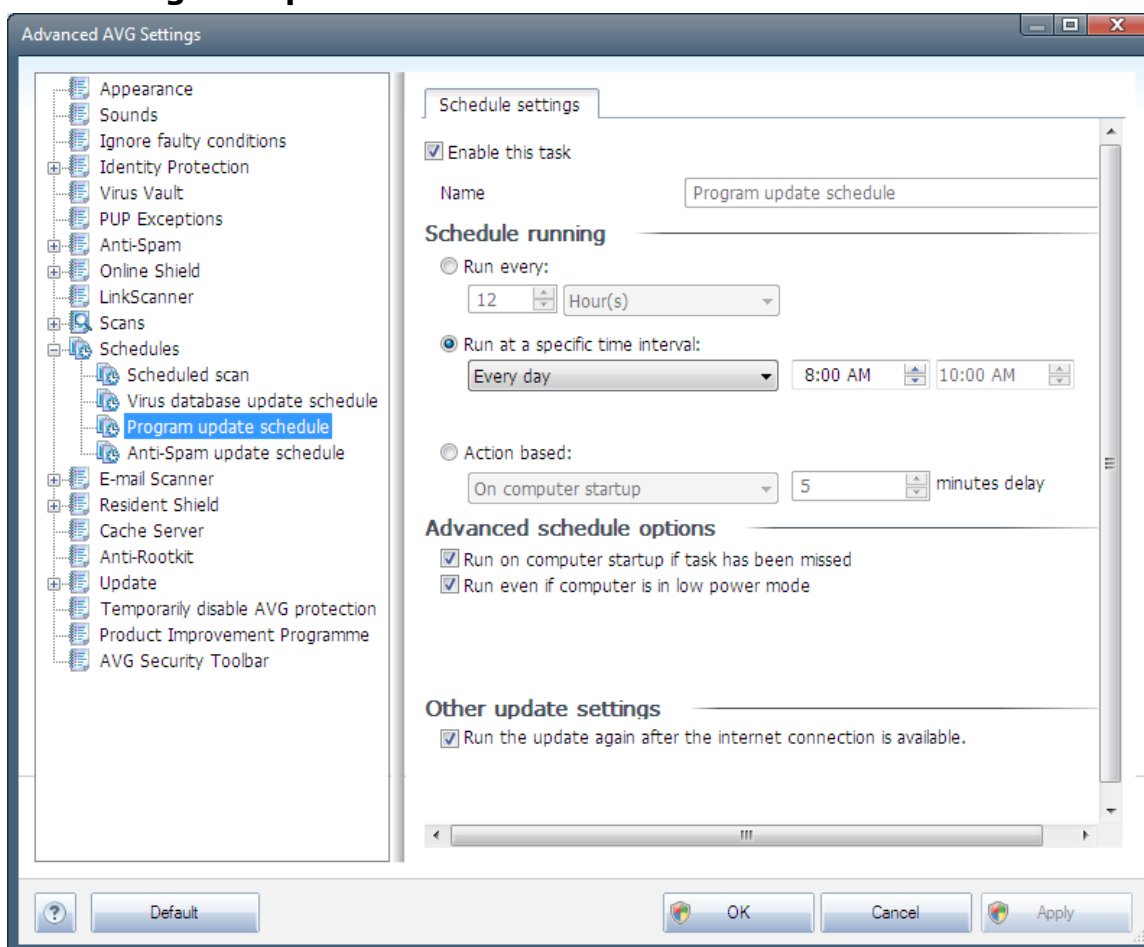 Advanced AVG Settings
Appearance
Sounds
Ignore faulty conditions
Identity Protection
Virus Vault
PUP Exceptions
Anti-Spam
Online Shield
LinkScanner
Scans
Schedules
Scheduled scan
Virus database update schedule
Program update schedule
Anti-Spam update schedule
E-mail Scanner
Resident Shield
Cache Server
Anti-Rootkit
Update
Temporarily disable AVG protection
Product Improvement Programme
AVG Security Toolbar
Schedule settings
Enable this task
Name Program update schedule
Schedule running
Run every:
12 Hour(s)
Run at a specific time interval:
Every day 8:00 AM 10:00 AM
Action based:
On computer startup 5 minutes delay
Advanced schedule options
Run on computer startup if task has been missed
Run even if computer is in low power mode
Other update settings
Run the update again after the internet connection is available.
? Default OK Cancel Apply